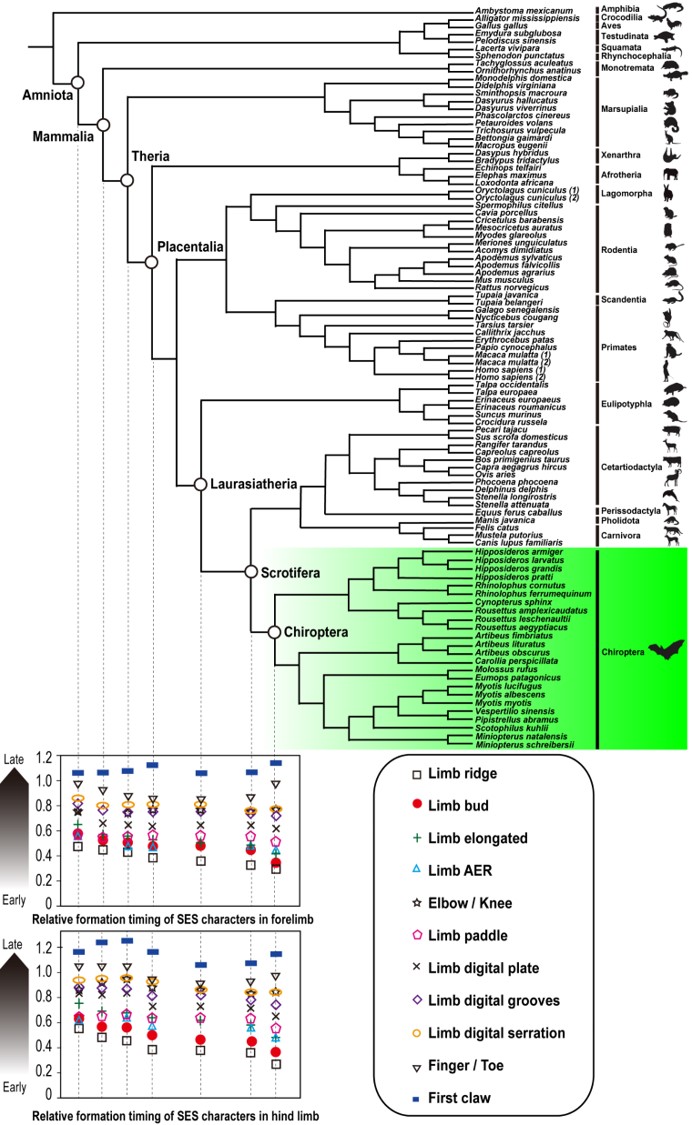 Ambystoma mexicanum
Alligator mississippiensis
Gallus gallus
Emydura subglobosa
Pelodiscus sinensis
Lacerta vivipara
Sphenodon punctatus
Tachyglossus aculeatus
Ornithorhynchus anatinus
Monodelphis domestica
Didelphis virginiana
Sminthopsis macroura
Dasyurus hallucatus
Dasyurus viverrinus
Phascolarctos cinereus
Petauroides volans
Trichosurus vulpecula
Bettongia gaimardi
Macropus eugenii
Dasypus hybridus
Bradypus tridactylus
Echinops telfairi
Elephas maximus
Loxodonta africana
Oryctolagus cuniculus (1)
Oryctolagus cuniculus (2)
Spermophilus citellus
Cavia porcellus
Cricetulus barabensis
Mesocricetus auratus
Myodes glareolus
Meriones unguiculatus
Acomys dimidiatus
Apodemus sylvaticus
Apodemus falvicollis
Apodemus agrarius
Mus musculus
Rattus norvegicus
Tupaia javanica
Tupaia belangeri
Galago senegalensis
Nycticebus cougang
Tarsius tarsier
Callithrix jacchus
Erythrocebus patas
Papio cynocephalus
Macaca mulatta (1)
Macaca mulatta (2)
Homo sapiens (1)
Homo sapiens (2)
Talpa occidentalis
Talpa europaea
Erinaceus europaeus
Erinaceus roumanicus
Suncus murinus
Crocidura russela
Pecari tajacu
Sus scrofa domesticus
Rangifer tarandus
Capreolus capreolus
Bos primigenius taurus
Capra aegagrus hircus
Ovis aries
Phocoena phocoena
Delphinus delphis
Stenella longirostris
Stenella attenuata
Equus ferus caballus
Manis javanica
Felis catus
Mustela putorius
Canis lupus familiaris
Hipposideros armiger
Hipposideros larvatus
Hipposideros grandis
Hipposideros pratti
Rhinolophus cornutus
Rhinolophus ferrumequinum
Cynopterus sphinx
Rousettus amplexicaudatus
Rousettus leschenaultii
Rousettus aegyptiacus
Artibeus fimbriatus
Artibeus lituratus
Artibeus obscurus
Carollia perspicillata
Molossus rufus
Eumops patagonicus
Myotis lucifugus
Myotis albescens
Myotis myotis
Vespertilio sinensis
Pipistrellus abramus
Scotophilus kuhlii
Miniopterus natalensis
Miniopterus schreibersii
Amphibia
Crocodilia
Aves
Testudinata
Squamata
Rhynchocephalia
Monotremata
Marsupialia
Xenarthra
Afrotheria
Lagomorpha
Rodentia
Scandentia
Primates
Eulipotyphla
Cetartiodactyla
Perissodactyla
Pholidota
Carnivora
Chiroptera
Amniota
Mammalia
Theria
Placentalia
Laurasiatheria
Scrotifera
Chiroptera
Late
Early
1.2
1.0
0.8
0.6
0.4
0.2
0
Relative formation timing of SES characters in forelimb
Late
Early
1.2
1.0
0.8
0.6
0.4
0.2
0
Relative formation timing of SES characters in hind limb
Limb ridge
Limb bud
Limb elongated
Limb AER
Elbow / Knee
Limb paddle
Limb digital plate
Limb digital grooves
Limb digital serration
Finger / Toe
First claw